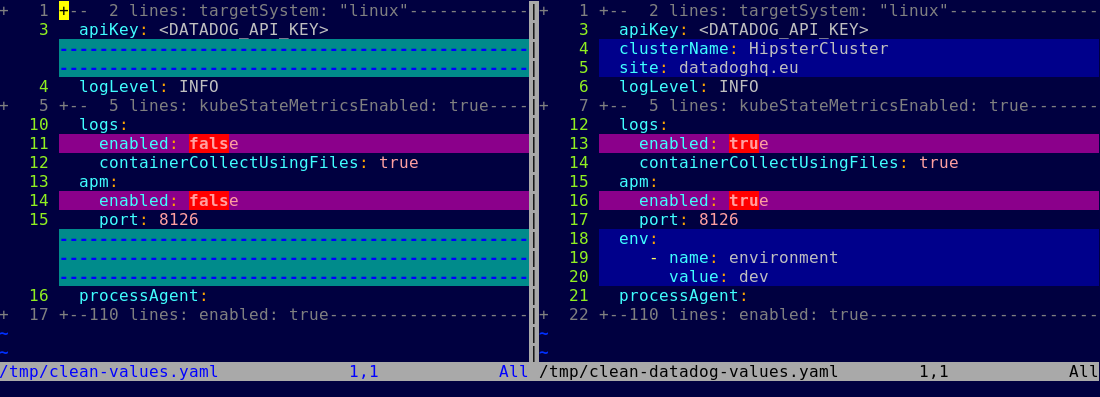 +   1 +--  2 lines: targetSystem: "linux"------------
    3   apiKey: <DATADOG_API_KEY>
-----------------------------------------------
-----------------------------------------------
    4   logLevel: INFO
+   5 +--  5 lines: kubeStateMetricsEnabled: true----
   10   logs:
   11     enabled: false
   12     containerCollectUsingFiles: true
   13   apm:
   14     enabled: false
   15     port: 8126
-----------------------------------------------
-----------------------------------------------
-----------------------------------------------
   16   processAgent:
+  17 +--110 lines: enabled: true--------------------
~
~
/tmp/clean-values.yaml             1,1            All
+   1 +--  2 lines: targetSystem: "linux"---------------
    3   apiKey: <DATADOG_API_KEY>
    4   clusterName: HipsterCluster
    5   site: datadoghq.eu
    6   logLevel: INFO
+   7 +--  5 lines: kubeStateMetricsEnabled: true-------
   12   logs:
   13     enabled: true
   14     containerCollectUsingFiles: true
   15   apm:
   16     enabled: true
   17     port: 8126
   18   env:
   19      - name: environment
   20        value: dev
   21   processAgent:
+  22 +--110 lines: enabled: true-----------------------
~
~
/tmp/clean-datadog-values.yaml        1,1            All